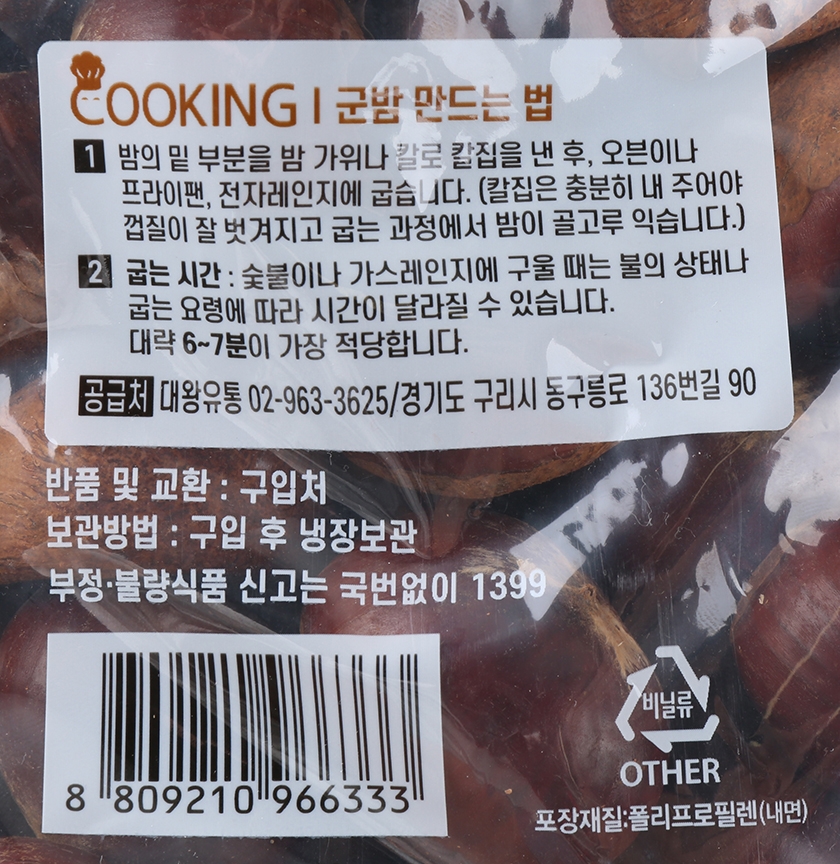 COOKING | 군밤 만드는 법
1 밤의 밑 부분을 밤 가위나 칼로 칼집을 낸 후, 오븐이나
프라이팬, 전자레인지에 굽습니다. (칼집은 충분히 내 주어야
껍질이 잘 벗겨지고 굽는 과정에서 밤이 골고루 익습니다.)
2 굽는 시간 : 숯불이나 가스레인지에 구울 때는 불의 상태나
굽는 요령에 따라 시간이 달라질 수 있습니다.
대략 6~7분이 가장 적당합니다.
공급처 대왕유통 02-963-3625/경기도 구리시 동구릉로 136번길 90
반품 및 교환 : 구입처
보관방법 : 구입 후 냉장보관
부정·불량식품 신고는 국번없이 1399
8 809210 966333
비닐류
OTHER
포장재질:폴리프로필렌(내면)